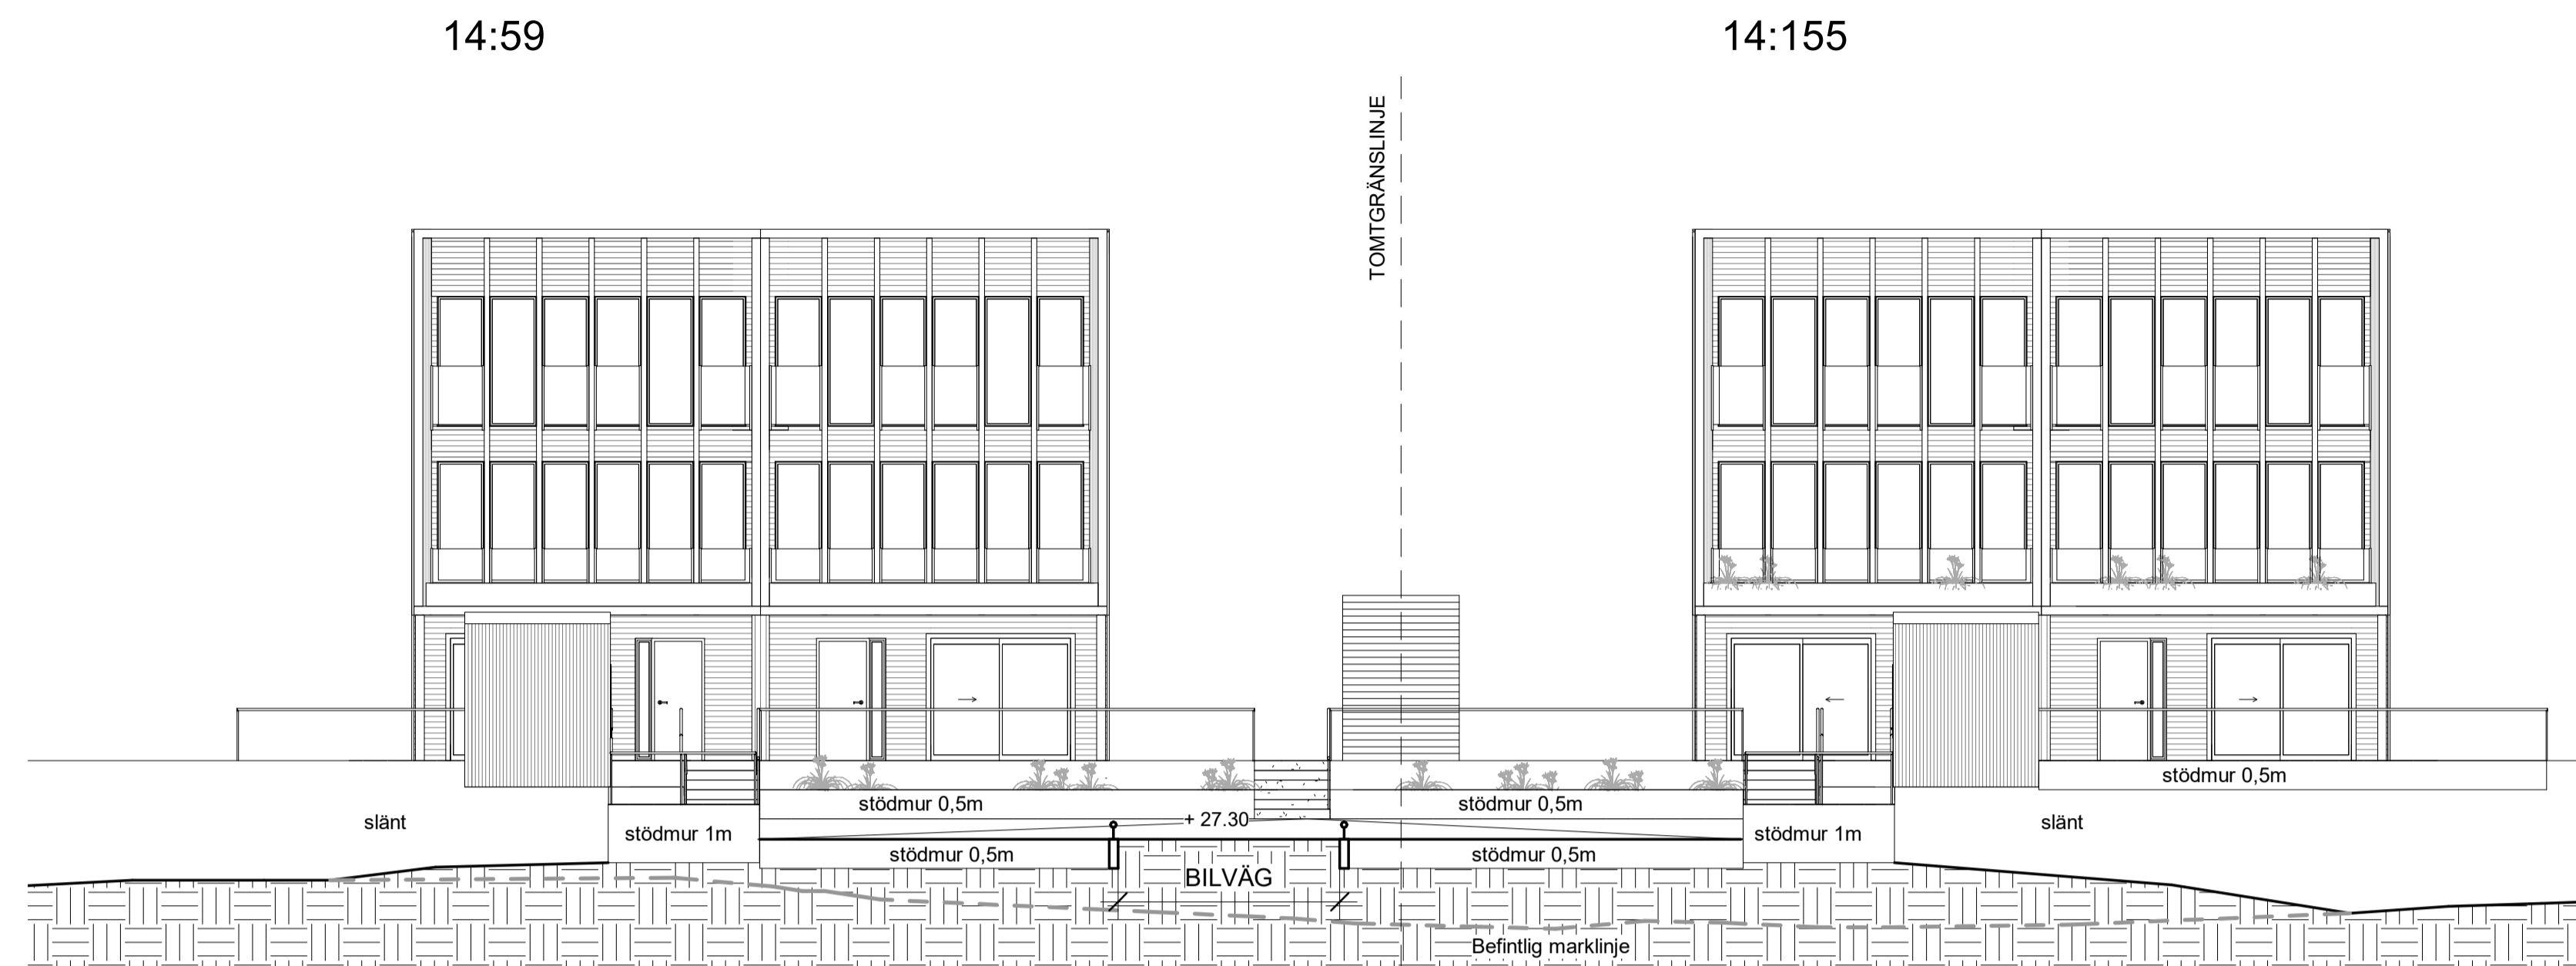 14:59
14:155
TOMTGRÄNSLINJE
stödmur 0,5m
stödmur 0,5m
stödmur 0,5m
+ 27.30
slänt
stödmur 1m
stödmur 1m
slänt
stödmur 0,5m
stödmur 0,5m
BILVÄG
Befintlig marklinje